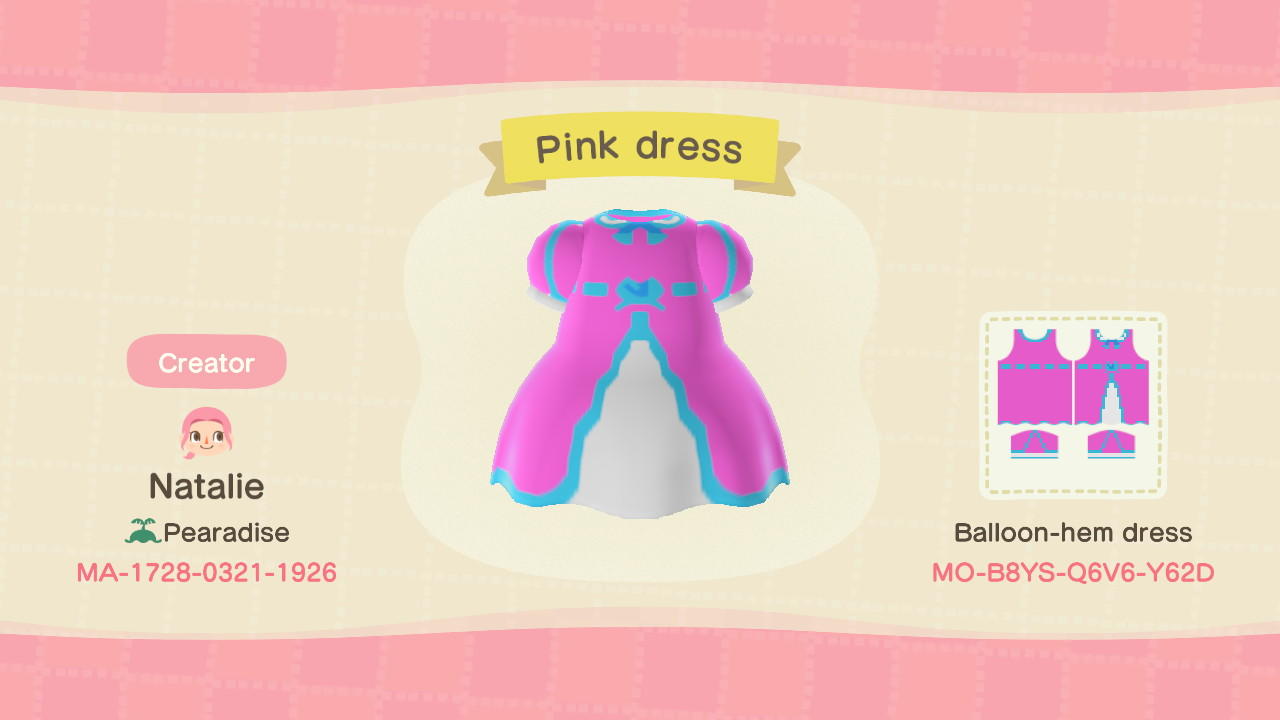 Pink dress
Creator
Natalie
Pearadise
MA-1728-0321-1926
Balloon-hem dress
MO-B8YS-Q6V6-Y62D